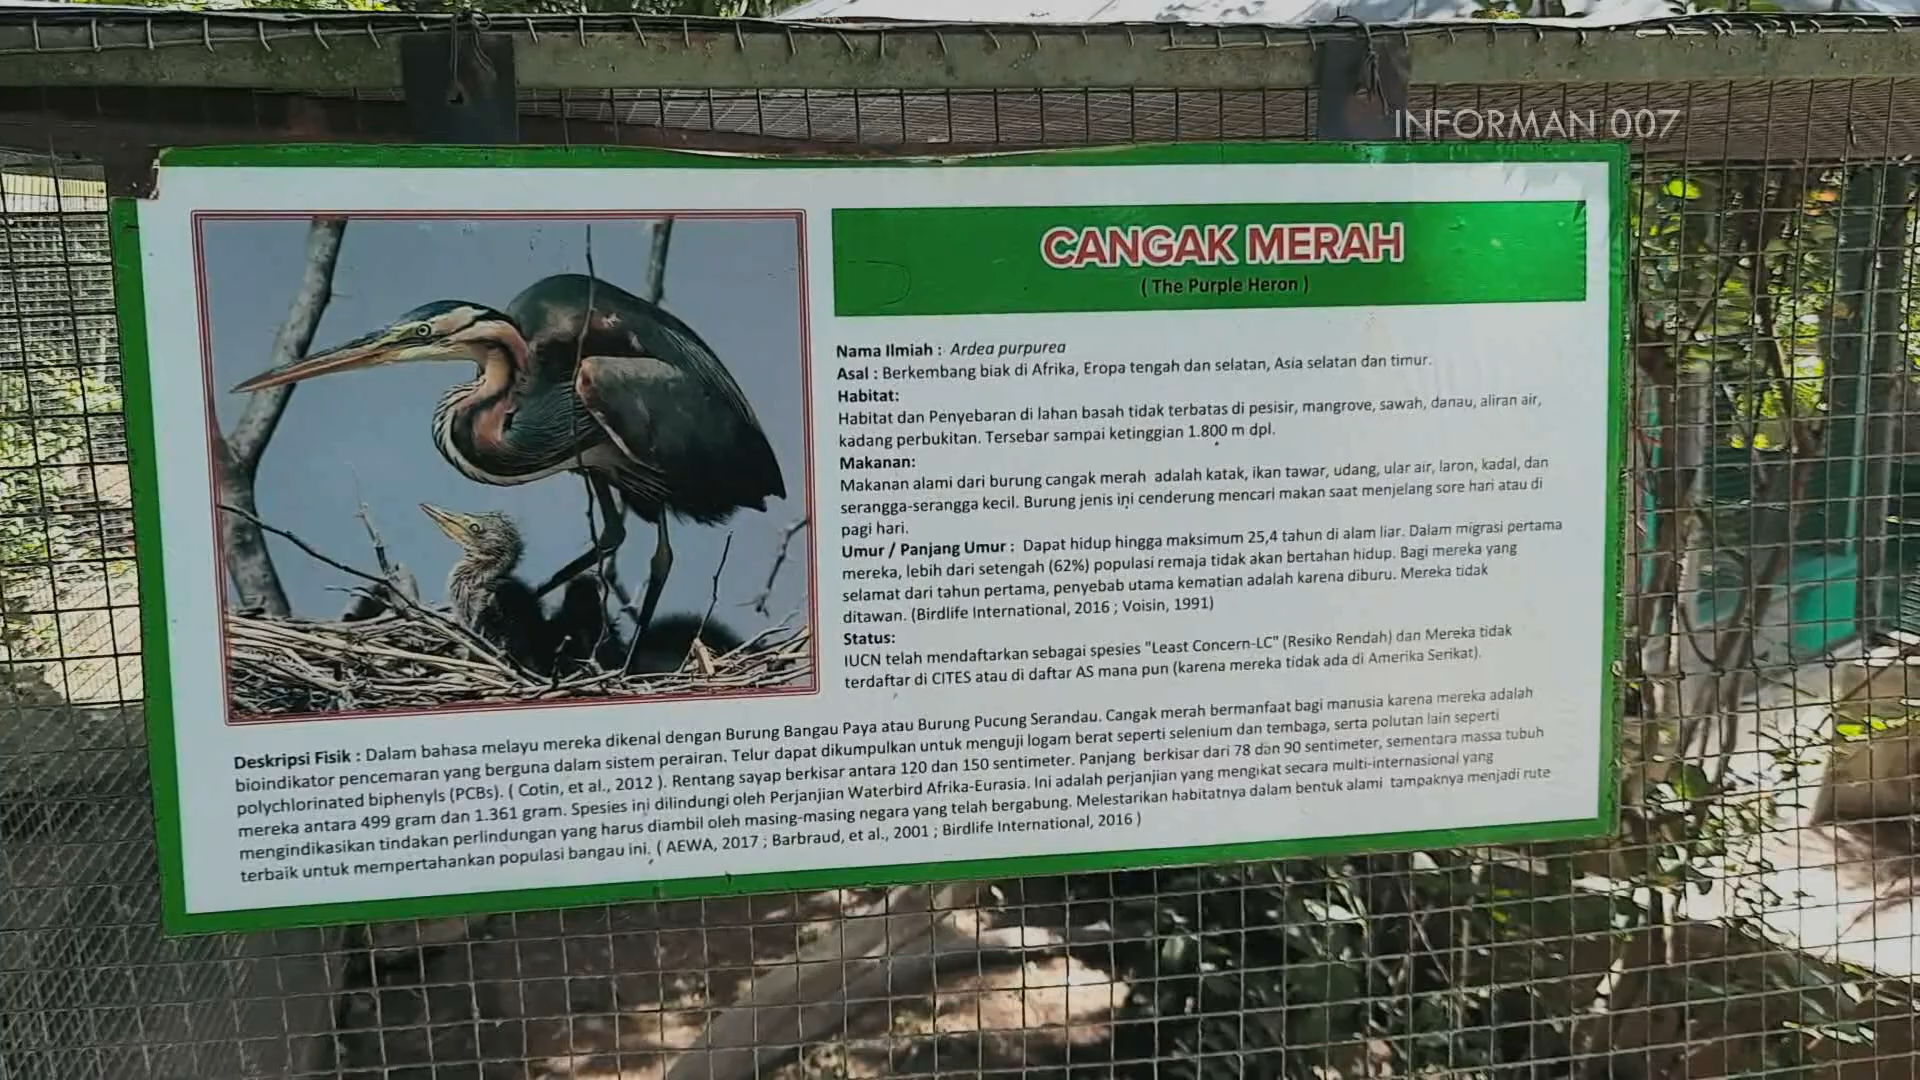 INFORMAN 007
CANGAK MERAH
( The Purple Heron )
Nama Ilmiah : Ardea purpurea
Asal : Berkembang biak di Afrika, Eropa tengah dan selatan, Asia selatan dan timur.
Habitat:
Habitat dan Penyebaran di lahan basah tidak terbatas di pesisir, mangrove, sawah, danau, aliran air,
kadang perbukitan. Tersebar sampai ketinggian 1.800 m dpl.
Makanan:
Makanan alami dari burung cangak merah adalah katak, ikan tawar, udang, ular air, laron, kadal, dan
serangga-serangga kecil. Burung jenis ini cenderung mencari makan saat menjelang sore hari atau di
pagi hari.
Umur / Panjang Umur : Dapat hidup hingga maksimum 25,4 tahun di alam liar. Dalam migrasi pertama
mereka, lebih dari setengah (62%) populasi remaja tidak akan bertahan hidup. Bagi mereka yang
selamat dari tahun pertama, penyebab utama kematian adalah karena diburu. Mereka tidak
ditawan. (Birdlife International, 2016 ; Voisin, 1991)
Status:
IUCN telah mendaftarkan sebagai spesies "Least Concern-LC" (Resiko Rendah) dan Mereka tidak
terdaftar di CITES atau di daftar AS mana pun (karena mereka tidak ada di Amerika Serikat).
Deskripsi Fisik : Dalam bahasa melayu mereka dikenal dengan Burung Bangau Paya atau Burung Pucung Serandau. Cangak merah bermanfaat bagi manusia karena mereka adalah
bioindikator pencemaran yang berguna dalam sistem perairan. Telur dapat dikumpulkan untuk menguji logam berat seperti selenium dan tembaga, serta polutan lain seperti
polychlorinated biphenyls (PCBs). ( Cotin, et al., 2012 ). Rentang sayap berkisar antara 120 dan 150 sentimeter. Panjang berkisar dari 78 dan 90 sentimeter, sementara massa tubuh
mereka antara 499 gram dan 1.361 gram. Spesies ini dilindungi oleh Perjanjian Waterbird Afrika-Eurasia. Ini adalah perjanjian yang mengikat secara multi-internasional yang
mengindikasikan tindakan perlindungan yang harus diambil oleh masing-masing negara yang telah bergabung. Melestarikan habitatnya dalam bentuk alami tampaknya menjadi rute
terbaik untuk mempertahankan populasi bangau ini. ( AEWA, 2017 ; Barbraud, et al., 2001 ; Birdlife International, 2016 )